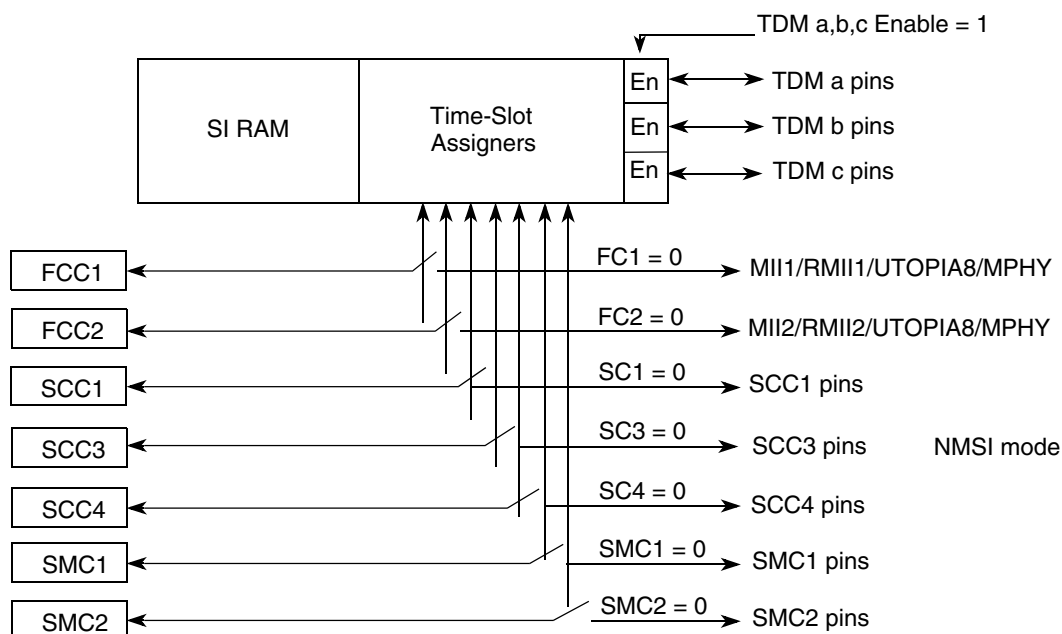 TDM a,b,c Enable = 1
SI RAM
Time-Slot
Assigners
En
TDM a pins
En
TDM b pins
En
TDM c pins
FCC1
FC1 = 0
MII1/RMII1/UTOPIA8/MPHY
FCC2
FC2 = 0
MII2/RMII2/UTOPIA8/MPHY
SCC1
SC1 = 0
SCC1 pins
SCC3
SC3 = 0
SCC3 pins
NMSI mode
SCC4
SC4 = 0
SCC4 pins
SMC1
SMC1 = 0
SMC1 pins
SMC2
SMC2 = 0
SMC2 pins